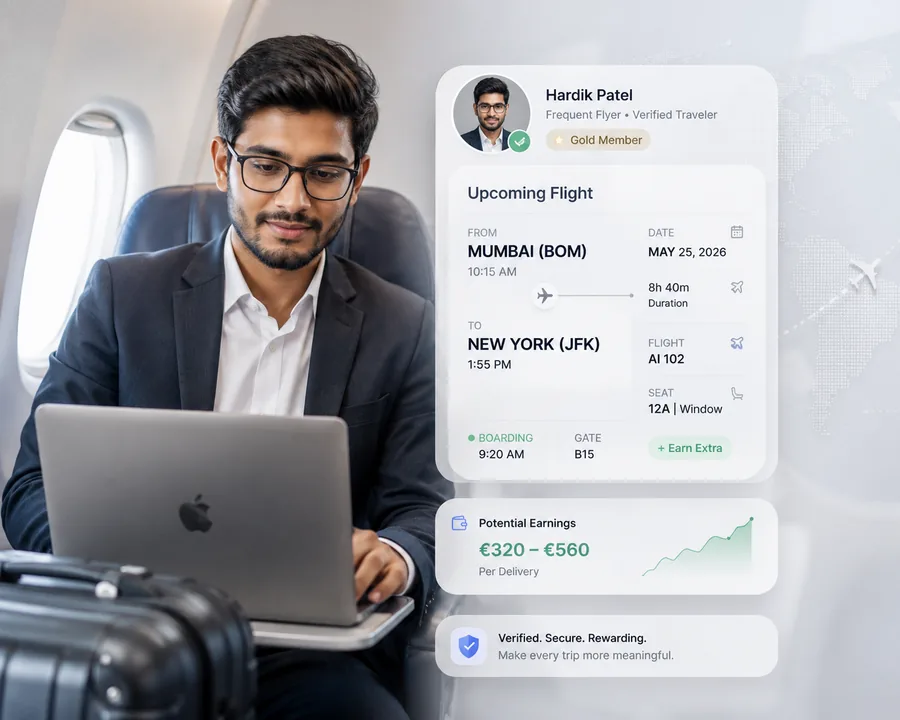 Hardik Patel
Frequent Flyer • Verified Traveler
Gold Member
Upcoming Flight
FROM
MUMBAI (BOM)
10:15 AM
DATE
MAY 25, 2026
8h 40m
Duration
TO
NEW YORK (JFK)
1:55 PM
FLIGHT
AI 102
SEAT
12A | Window
BOARDING
9:20 AM
GATE
B15
+ Earn Extra
Potential Earnings
€320 – €560
Per Delivery
Verified. Secure. Rewarding.
Make every trip more meaningful.